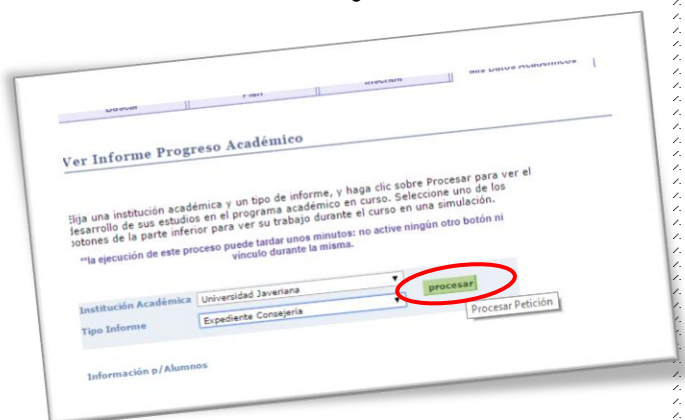 Buscar Plan Inscribir Mis Datos Académicos
Ver Informe Progreso Académico
Elija una institución académica y un tipo de informe, y haga clic sobre Procesar para ver el
desarrollo de sus estudios en el programa académico en curso. Seleccione uno de los
botones de la parte inferior para ver su trabajo durante el curso en una simulación.
**la ejecución de este proceso puede tardar unos minutos: no active ningún otro botón ni
vínculo durante la misma.
Institución Académica Universidad Javeriana procesar
Tipo Informe Expediente Consejería Procesar Petición
Información p/Alumnos